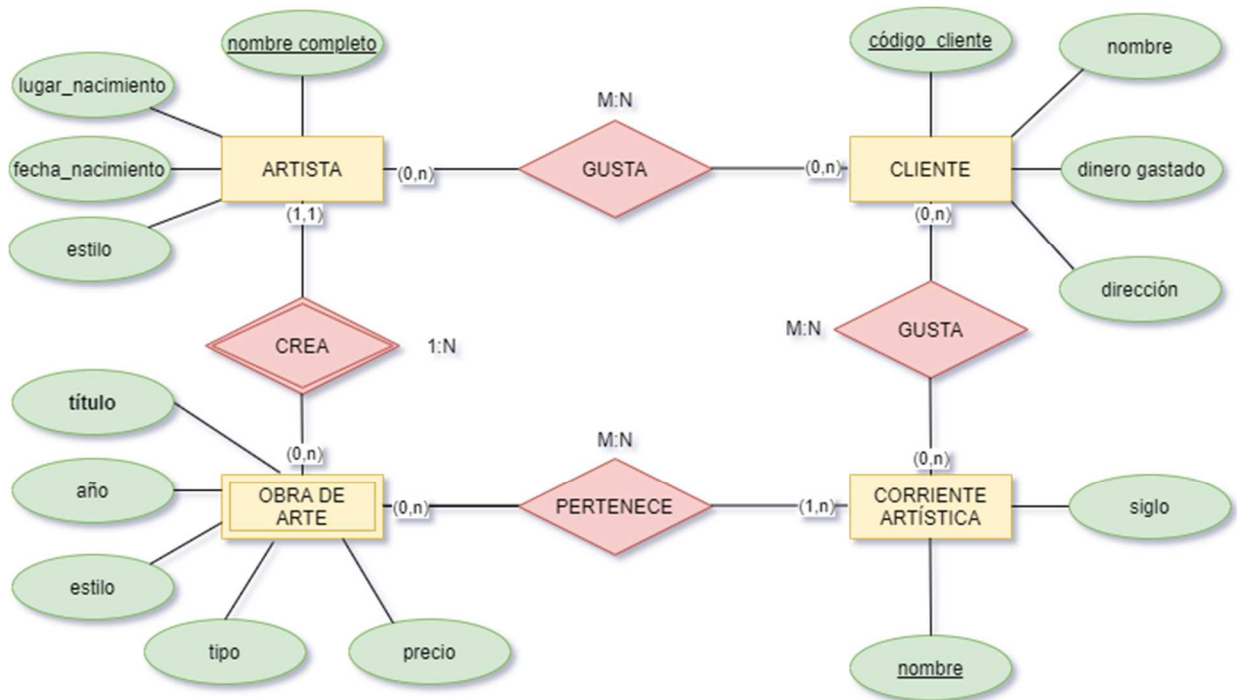 nombre completo
código_cliente
nombre
lugar_nacimiento
M:N
fecha_nacimiento
ARTISTA
(0,n)
GUSTA
(0,n)
CLIENTE
dinero gastado
(1,1)
(0,n)
estilo
dirección
CREA
1:N
M:N
GUSTA
título
(0,n)
M:N
(0,n)
año
OBRA DE
ARTE
(0,n)
PERTENECE
(1,n)
CORRIENTE
ARTÍSTICA
siglo
estilo
tipo
precio
nombre